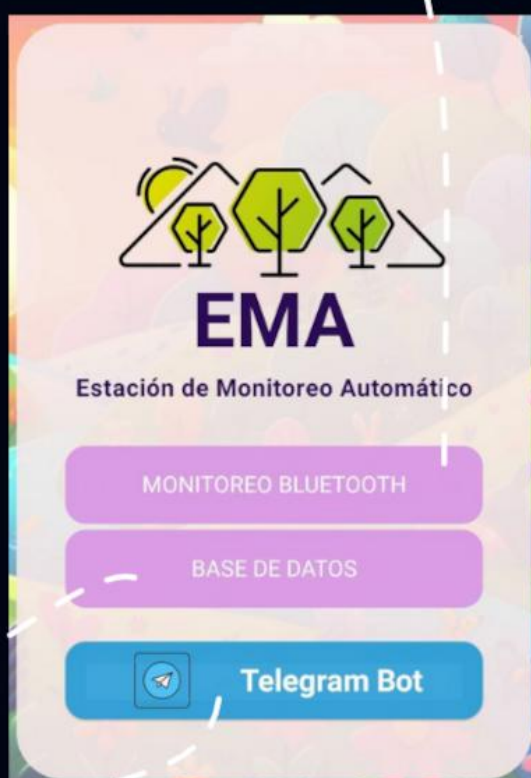 EMA
Estación de Monitoreo Automático
MONITOREO BLUETOOTH
BASE DE DATOS
Telegram Bot